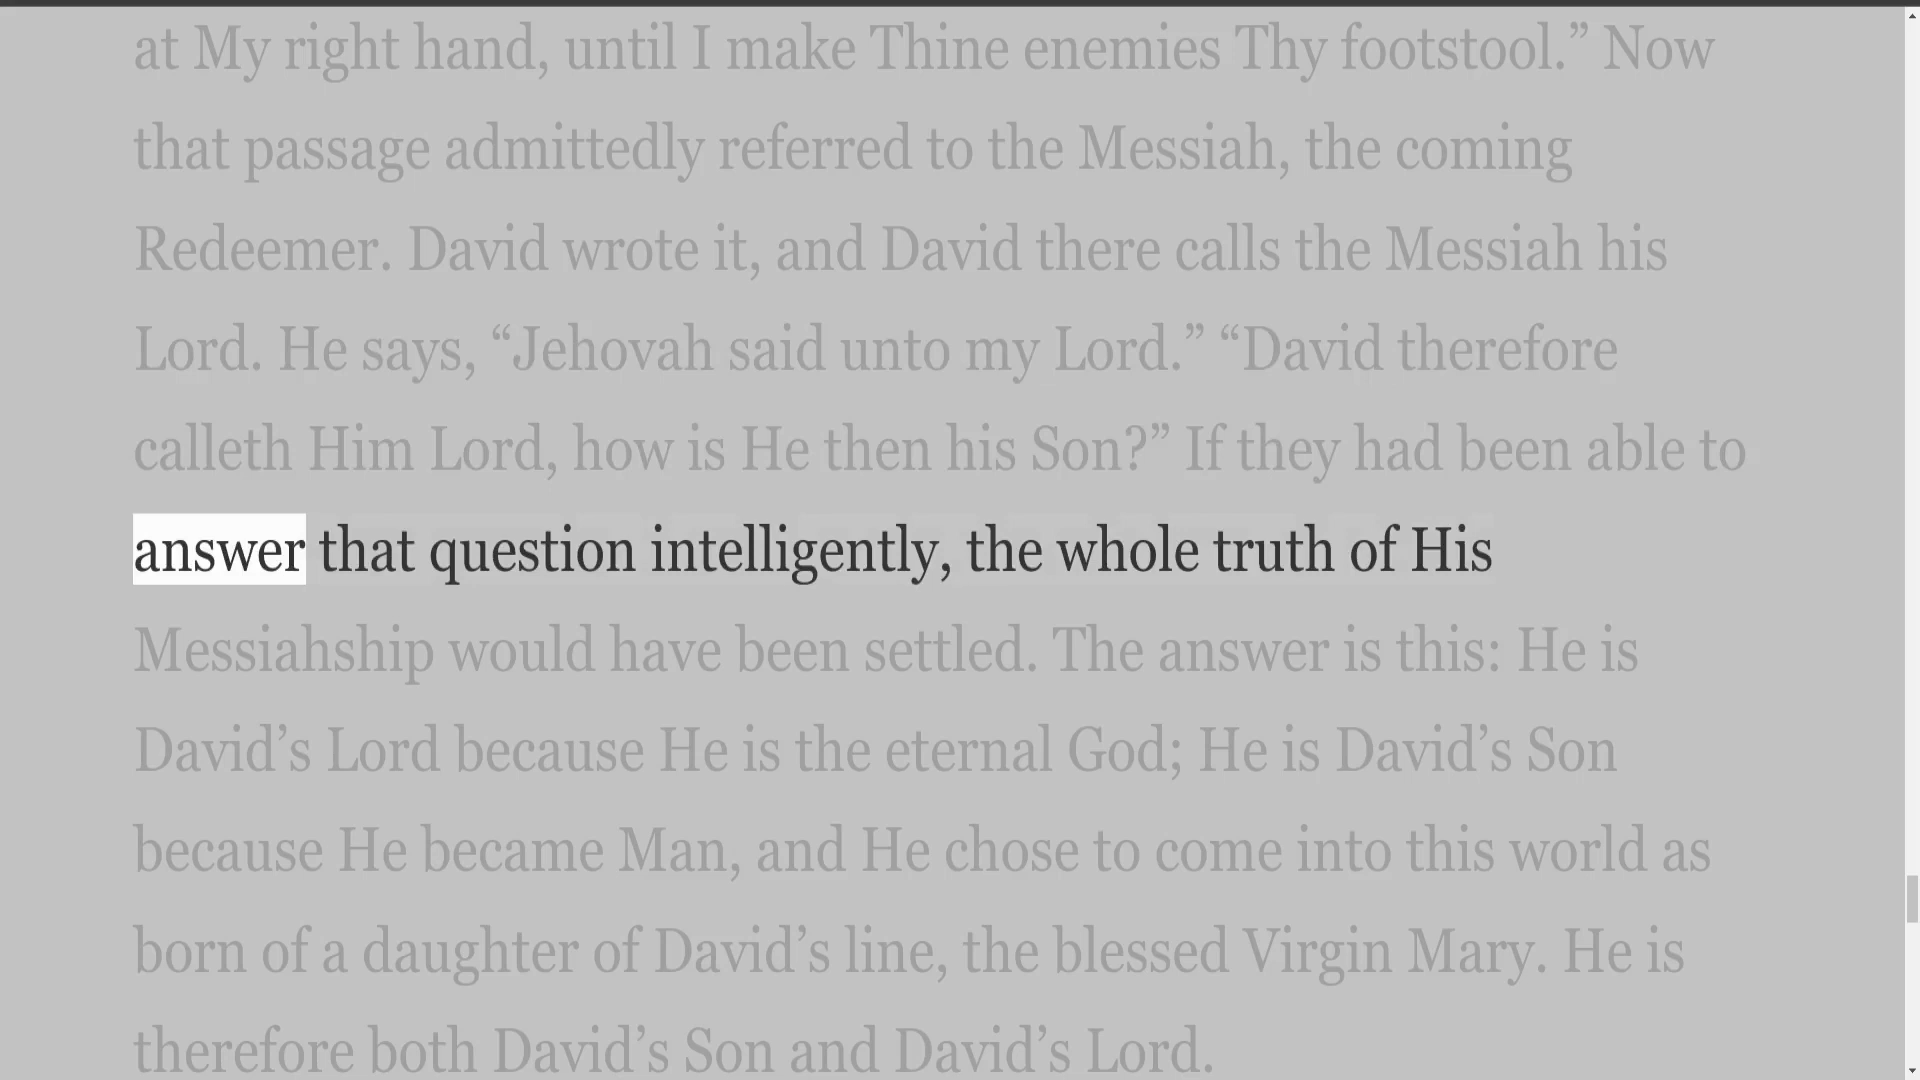 at My right hand, until I make Thine enemies Thy footstool.” Now
that passage admittedly referred to the Messiah, the coming
Redeemer. David wrote it, and David there calls the Messiah his
Lord. He says, “Jehovah said unto my Lord.” “David therefore
calleth Him Lord, how is He then his Son?” If they had been able to
answer that question intelligently, the whole truth of His
Messiahship would have been settled. The answer is this: He is
David’s Lord because He is the eternal God; He is David’s Son
because He became Man, and He chose to come into this world as
born of a daughter of David’s line, the blessed Virgin Mary. He is
therefore both David’s Son and David’s Lord.